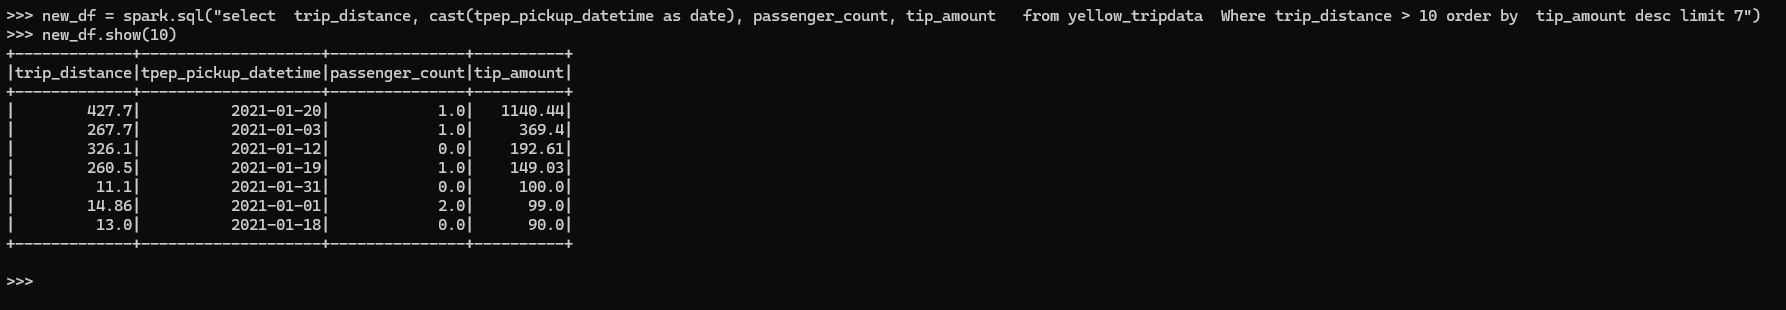 >>> new_df = spark.sql("select  trip_distance, cast(tpep_pickup_datetime as date), passenger_count, tip_amount   from yellow_tripdata  Where trip_distance > 10 order by  tip_amount desc limit 7")
>>> new_df.show(10)
+-------------+--------------------+---------------+----------+
|trip_distance|tpep_pickup_datetime|passenger_count|tip_amount|
+-------------+--------------------+---------------+----------+
|        427.7|          2021-01-20|            1.0|   1140.44|
|        267.7|          2021-01-03|            1.0|     369.4|
|        326.1|          2021-01-12|            0.0|    192.61|
|        260.5|          2021-01-19|            1.0|    149.03|
|         11.1|          2021-01-31|            0.0|     100.0|
|        14.86|          2021-01-01|            2.0|      99.0|
|         13.0|          2021-01-18|            0.0|      90.0|
+-------------+--------------------+---------------+----------+
>>>